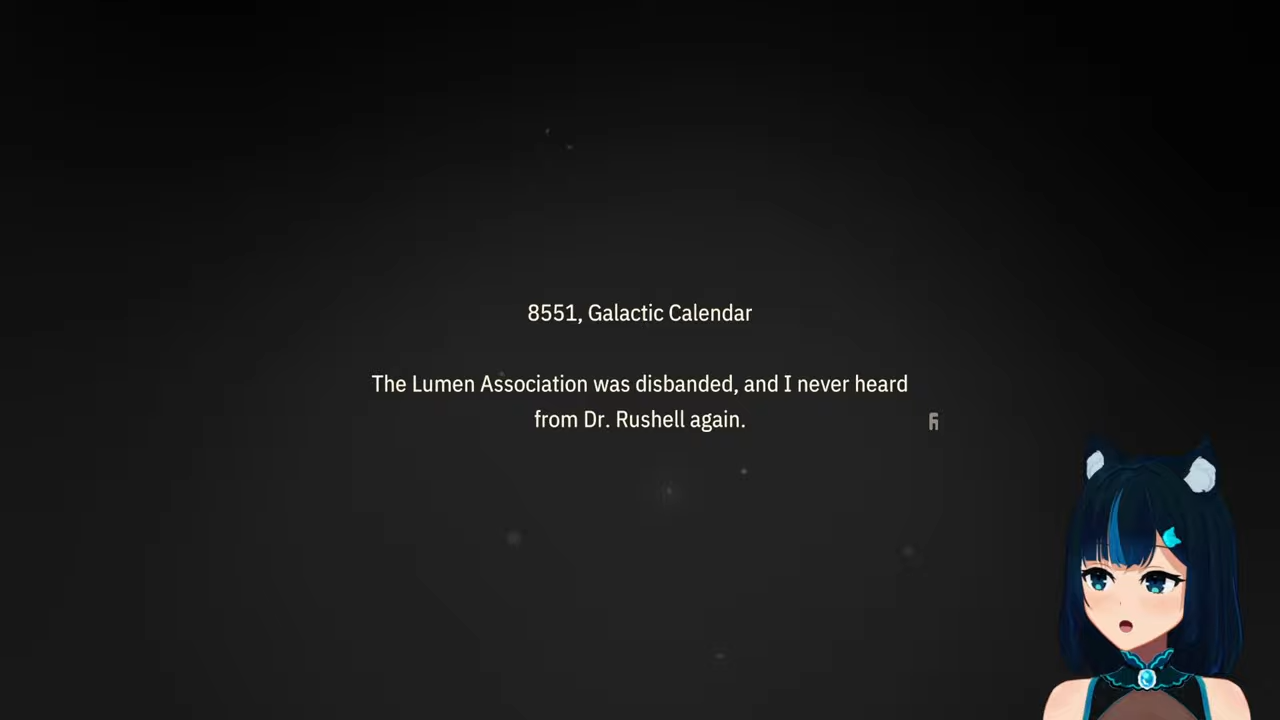 8551, Galactic Calendar
The Lumen Association was disbanded, and I never heard
from Dr. Rushell again.